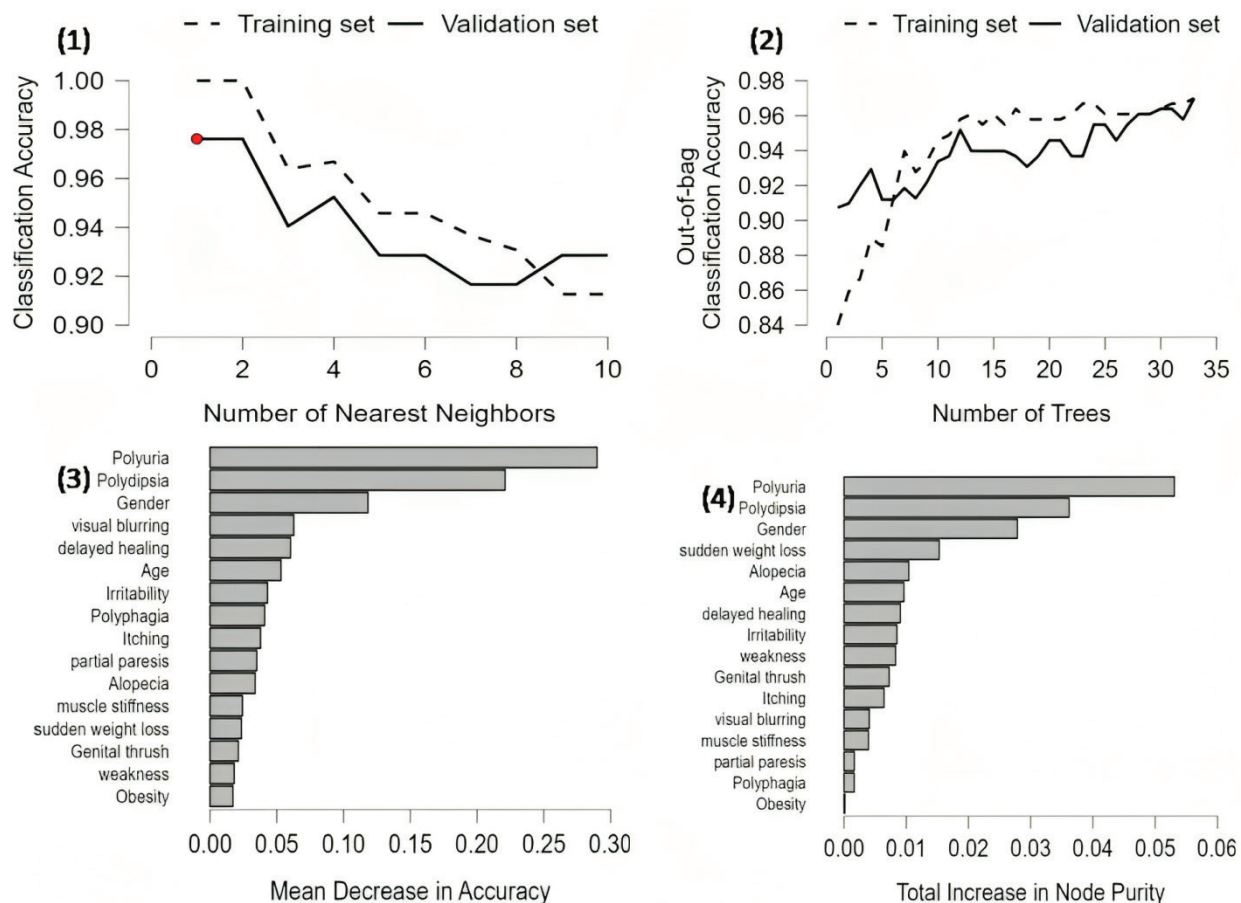 (1)
Training set Validation set
Classification Accuracy
1.00
0.98
0.96
0.94
0.92
0.90
0 2 4 6 8 10
Number of Nearest Neighbors
(2)
Training set Validation set
Out-of-bag
Classification Accuracy
0.98
0.96
0.94
0.92
0.90
0.88
0.86
0.84
0 5 10 15 20 25 30 35
Number of Trees
(3)
Polyuria
Polydipsia
Gender
visual blurring
delayed healing
Age
Irritability
Polyphagia
Itching
partial paresis
Alopecia
muscle stiffness
sudden weight loss
Genital thrush
weakness
Obesity
0.00 0.05 0.10 0.15 0.20 0.25 0.30
Mean Decrease in Accuracy
(4)
Polyuria
Polydipsia
Gender
sudden weight loss
Alopecia
Age
delayed healing
Irritability
weakness
Genital thrush
Itching
visual blurring
muscle stiffness
partial paresis
Polyphagia
Obesity
0.00 0.01 0.02 0.03 0.04 0.05 0.06
Total Increase in Node Purity